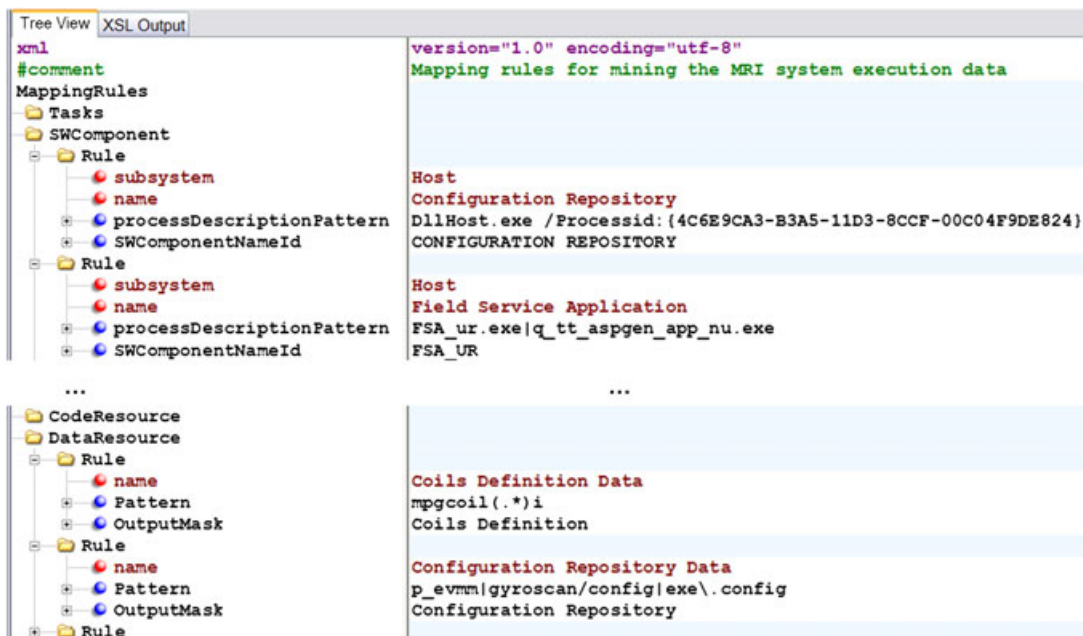 Tree View XSL Output
xml version="1.0" encoding="utf-8"
#comment Mapping rules for mining the MRI system execution data
MappingRules
Tasks
SWComponent
Rule
subsystem Host
name Configuration Repository
processDescriptionPattern DllHost.exe /Processid:{4C6E9CA3-B3A5-11D3-8CCF-00C04F9DE824}
SWComponentNameId CONFIGURATION REPOSITORY
Rule
subsystem Host
name Field Service Application
processDescriptionPattern FSA_ur.exe|q_tt_aspgen_app_nu.exe
SWComponentNameId FSA_UR
... ...
CodeResource
DataResource
Rule
name Coils Definition Data
Pattern mpgcoil(.*)i
OutputMask Coils Definition
Rule
name Configuration Repository Data
Pattern p_evmm|gyroscan/config|exe\.config
OutputMask Configuration Repository
Rule